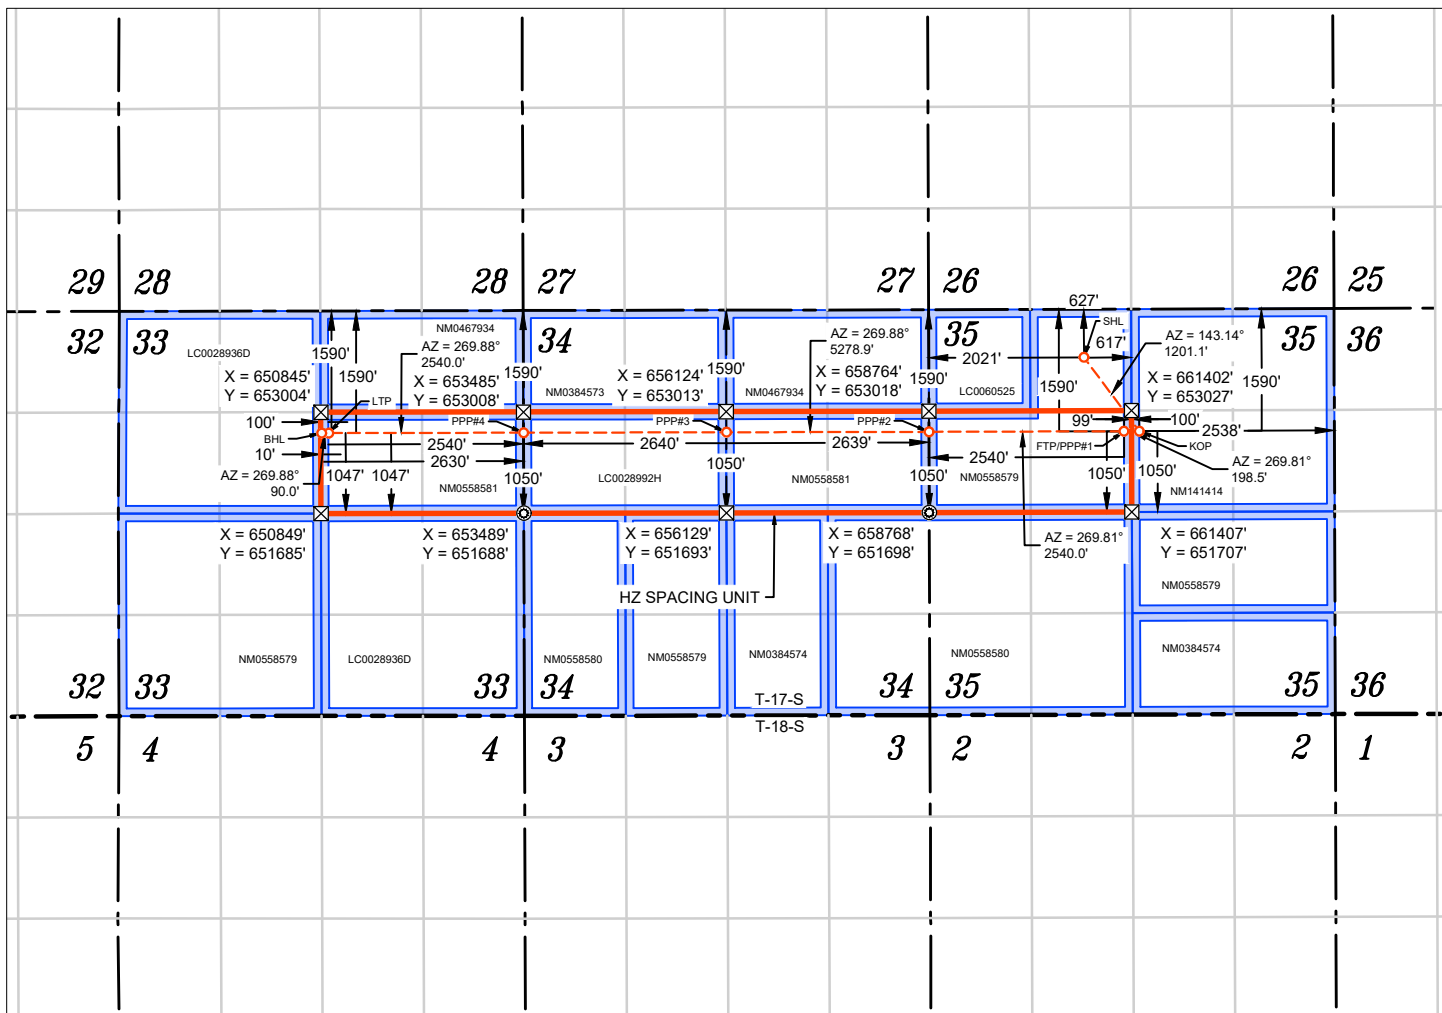 29 28 28 27 27 26 26 25
32 33 34 35 35 36
627'
SHL
617'
AZ = 143.14°
1201.1'
2021'
LC0028936D
NM0467934
AZ = 269.88°
2540.0'
AZ = 269.88°
5278.9'
1590'
1590'
1590'
1590'
1590'
1590'
1590'
X = 650845'
Y = 653004'
X = 653485'
Y = 653008'
X = 656124'
Y = 653013'
X = 658764'
Y = 653018'
X = 661402'
Y = 653027'
NM0384573
NM0467934
LC0060525
LTP
100'
BHL
10'
PPP#4
PPP#3
PPP#2
FTP/PPP#1
99'
100'
KOP
2538'
2540'
2630'
2640'
2639'
2540'
AZ = 269.88°
90.0'
1047'
1047'
1050'
1050'
1050'
1050'
1050'
NM0558581
LC0028992H
NM0558581
NM0558579
NM141414
AZ = 269.81°
198.5'
AZ = 269.81°
2540.0'
X = 650849'
Y = 651685'
X = 653489'
Y = 651688'
X = 656129'
Y = 651693'
X = 658768'
Y = 651698'
X = 661407'
Y = 651707'
HZ SPACING UNIT
NM0558579
NM0558579
LC0028936D
NM0558580
NM0558579
NM0384574
NM0558580
NM0384574
32 33 33 34 34 35 35 36
T-17-S
T-18-S
5 4 4 3 3 2 2 1